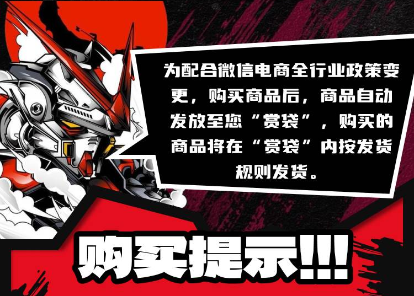 为配合微信电商全行业政策变
更，购买商品后，商品自动
发放至您“赏袋”，购买的
商品将在“赏袋”内按发货
规则发货。
购买提示!!!